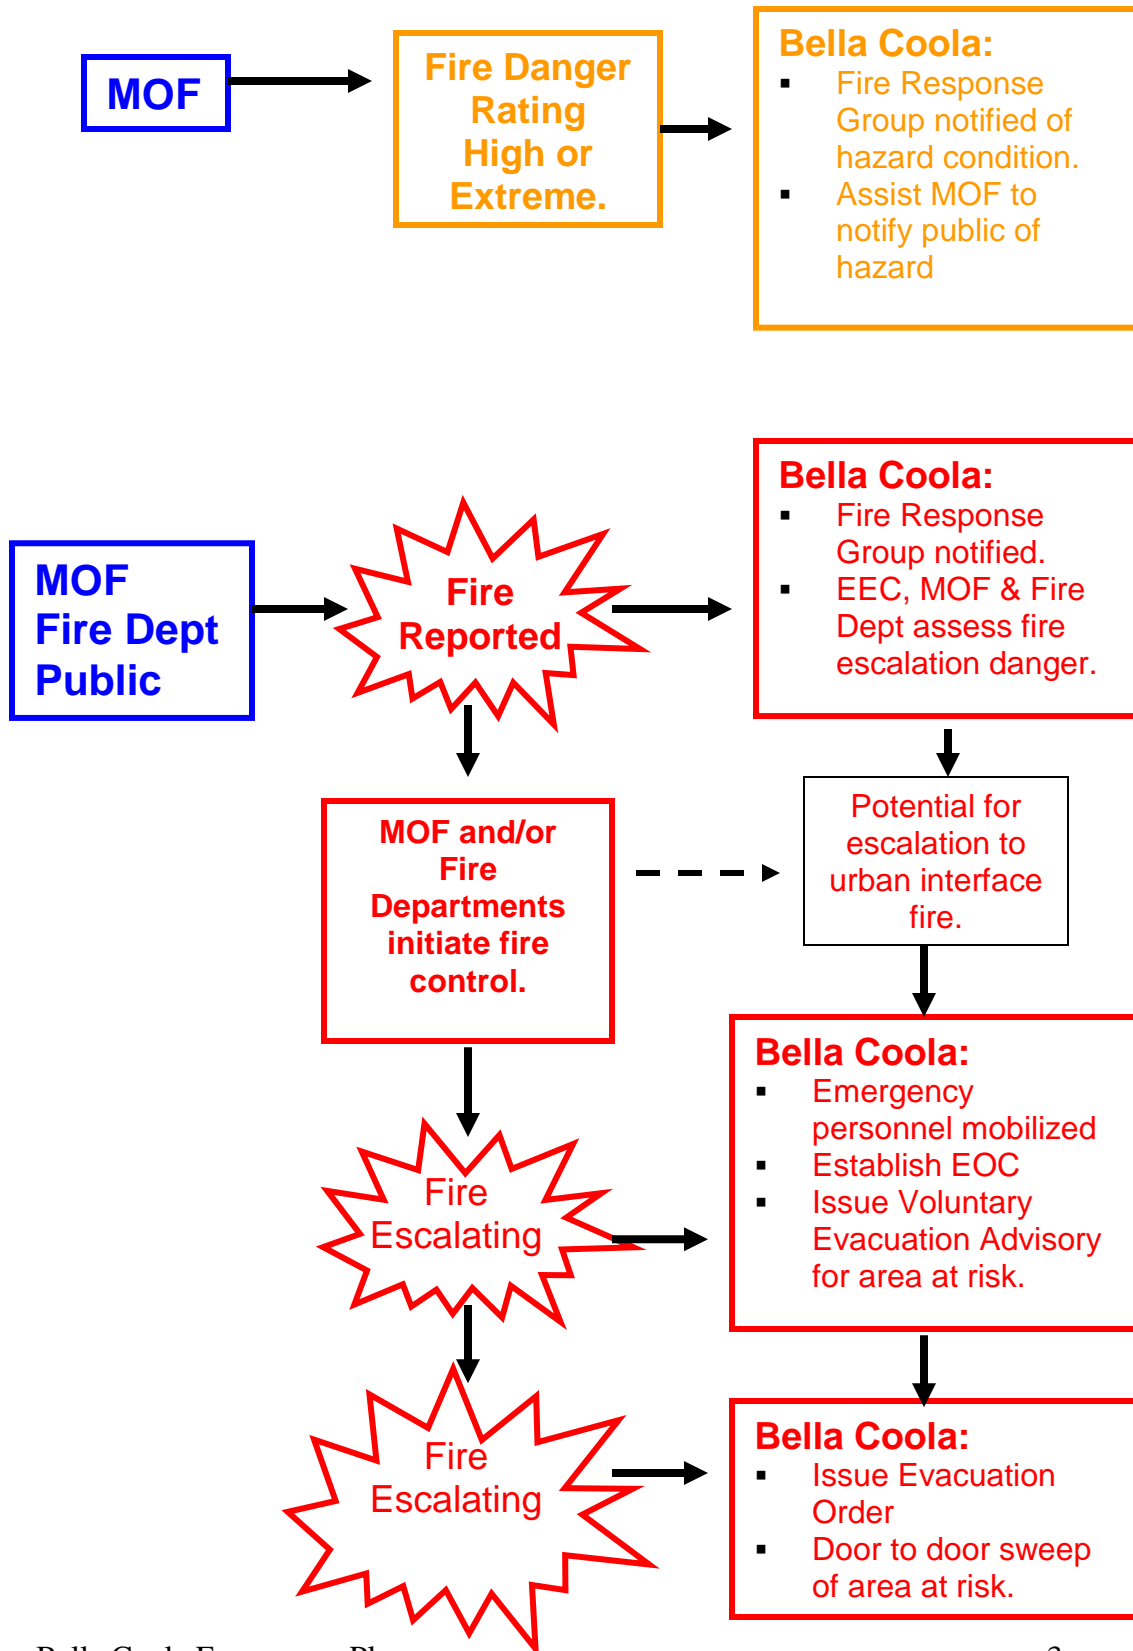 MOF
Fire Danger
Rating
High or
Extreme.
Bella Coola:
▪ Fire Response
Group notified of
hazard condition.
▪ Assist MOF to
notify public of
hazard
MOF
Fire Dept
Public
Fire
Reported
Bella Coola:
▪ Fire Response
Group notified.
▪ EEC, MOF & Fire
Dept assess fire
escalation danger.
MOF and/or
Fire
Departments
initiate fire
control.
Potential for
escalation to
urban interface
fire.
Fire
Escalating
Bella Coola:
▪ Emergency
personnel mobilized
▪ Establish EOC
▪ Issue Voluntary
Evacuation Advisory
for area at risk.
Fire
Escalating
Bella Coola:
▪ Issue Evacuation
Order
▪ Door to door sweep
of area at risk.